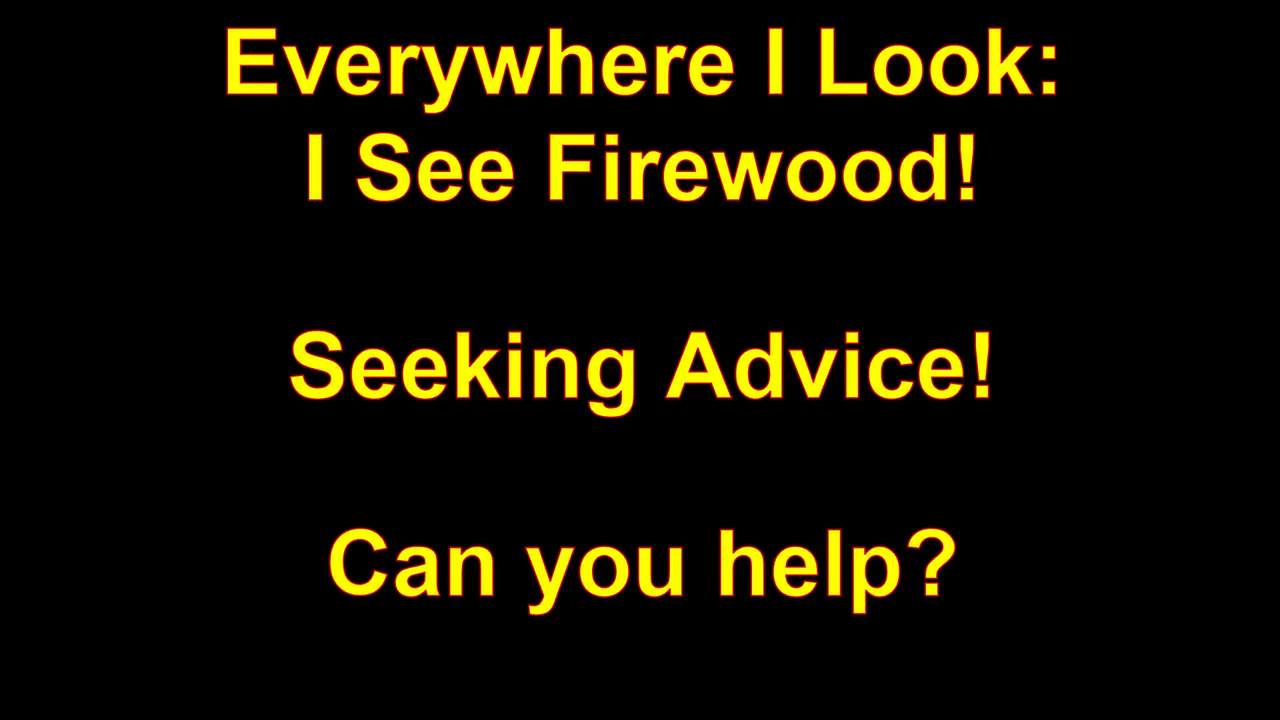 Everywhere I Look:
I See Firewood!
Seeking Advice!
Can you help?